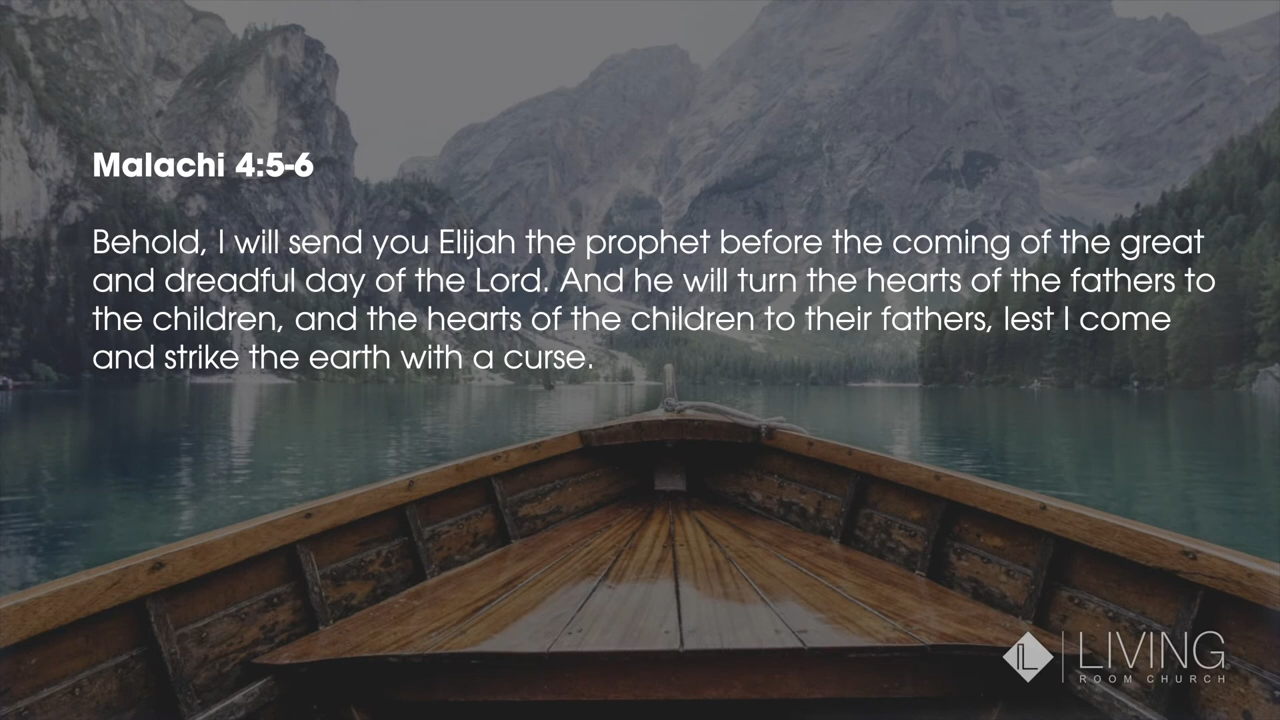 Malachi 4:5-6
Behold, I will send you Elijah the prophet before the coming of the great
and dreadful day of the Lord. And he will turn the hearts of the fathers to
the children, and the hearts of the children to their fathers, lest I come
and strike the earth with a curse.
LIVING
ROOM CHURCH